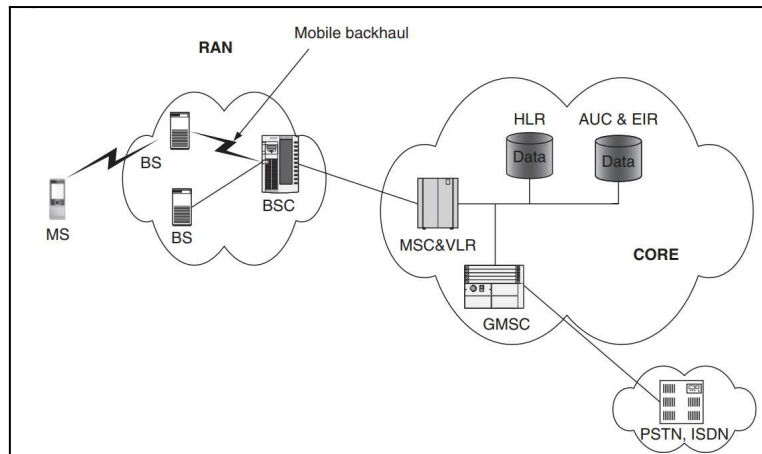 Mobile backhaul
RAN
HLR
AUC & EIR
Data
Data
BS
BS
BSC
MS
MSC&VLR
CORE
GMSC
PSTN, ISDN